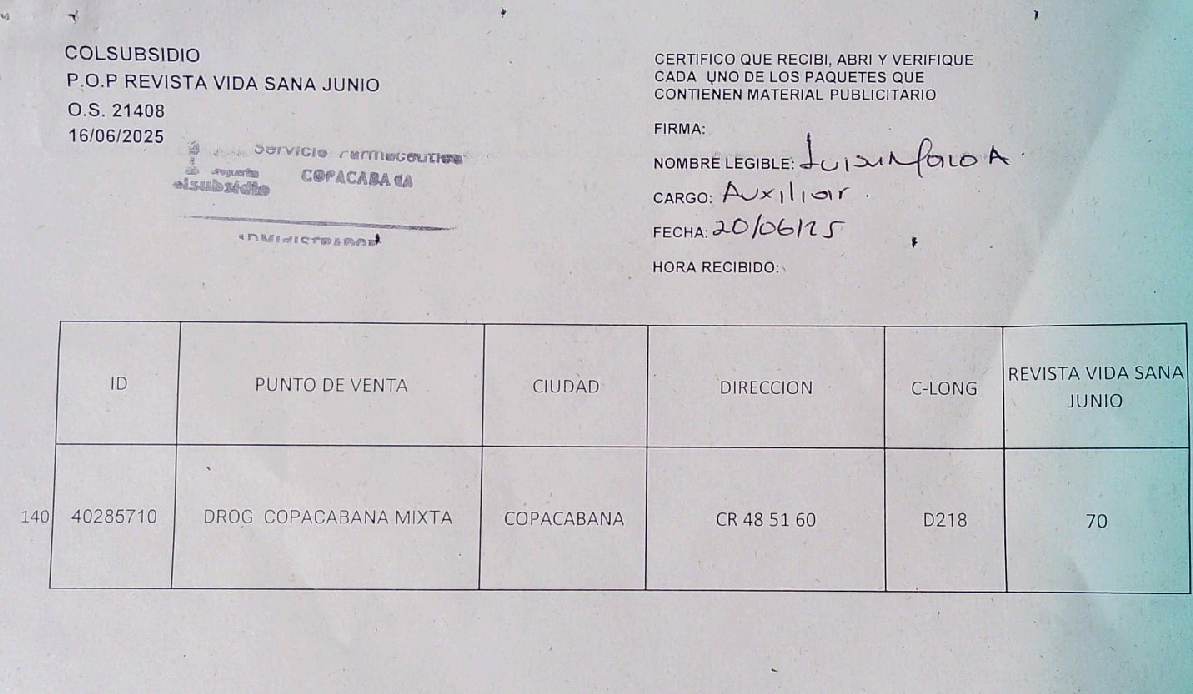 COLSUBSIDIO
P.O.P REVISTA VIDA SANA JUNIO
O.S. 21408
16/06/2025
Servicio Farmaceutico
COPACABANA
ADMINISTRADOR
CERTIFICO QUE RECIBI, ABRI Y VERIFIQUE
CADA UNO DE LOS PAQUETES QUE
CONTIENEN MATERIAL PUBLICITARIO
FIRMA:
NOMBRE LEGIBLE:
CARGO: Auxiliar
FECHA: 20/06/25
HORA RECIBIDO:
ID PUNTO DE VENTA CIUDAD DIRECCION C-LONG REVISTA VIDA SANA JUNIO
140 40285710 DROG COPACABANA MIXTA COPACABANA CR 48 51 60 D218 70